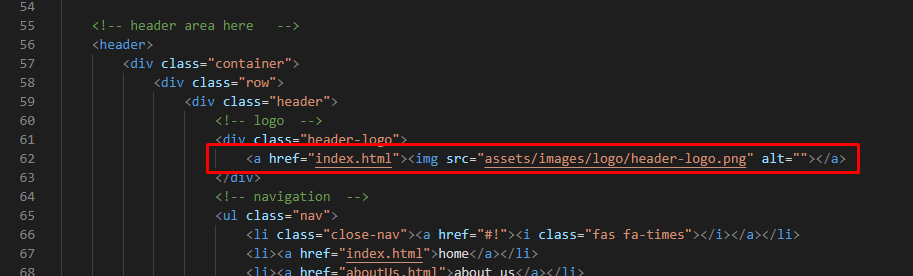 54
55 <!-- header area here   -->
56 <header>
57 <div class="container">
58 <div class="row">
59 <div class="header">
60 <!-- logo  -->
61 <div class="header-logo">
62 <a href="index.html"><img src="assets/images/logo/header-logo.png" alt=""></a>
63 </div>
64 <!-- navigation  -->
65 <ul class="nav">
66 <li class="close-nav"><a href="#!"><i class="fas fa-times"></i></a></li>
67 <li><a href="index.html">home</a></li>
68 <li><a href="aboutUs.html">about us</a></li>